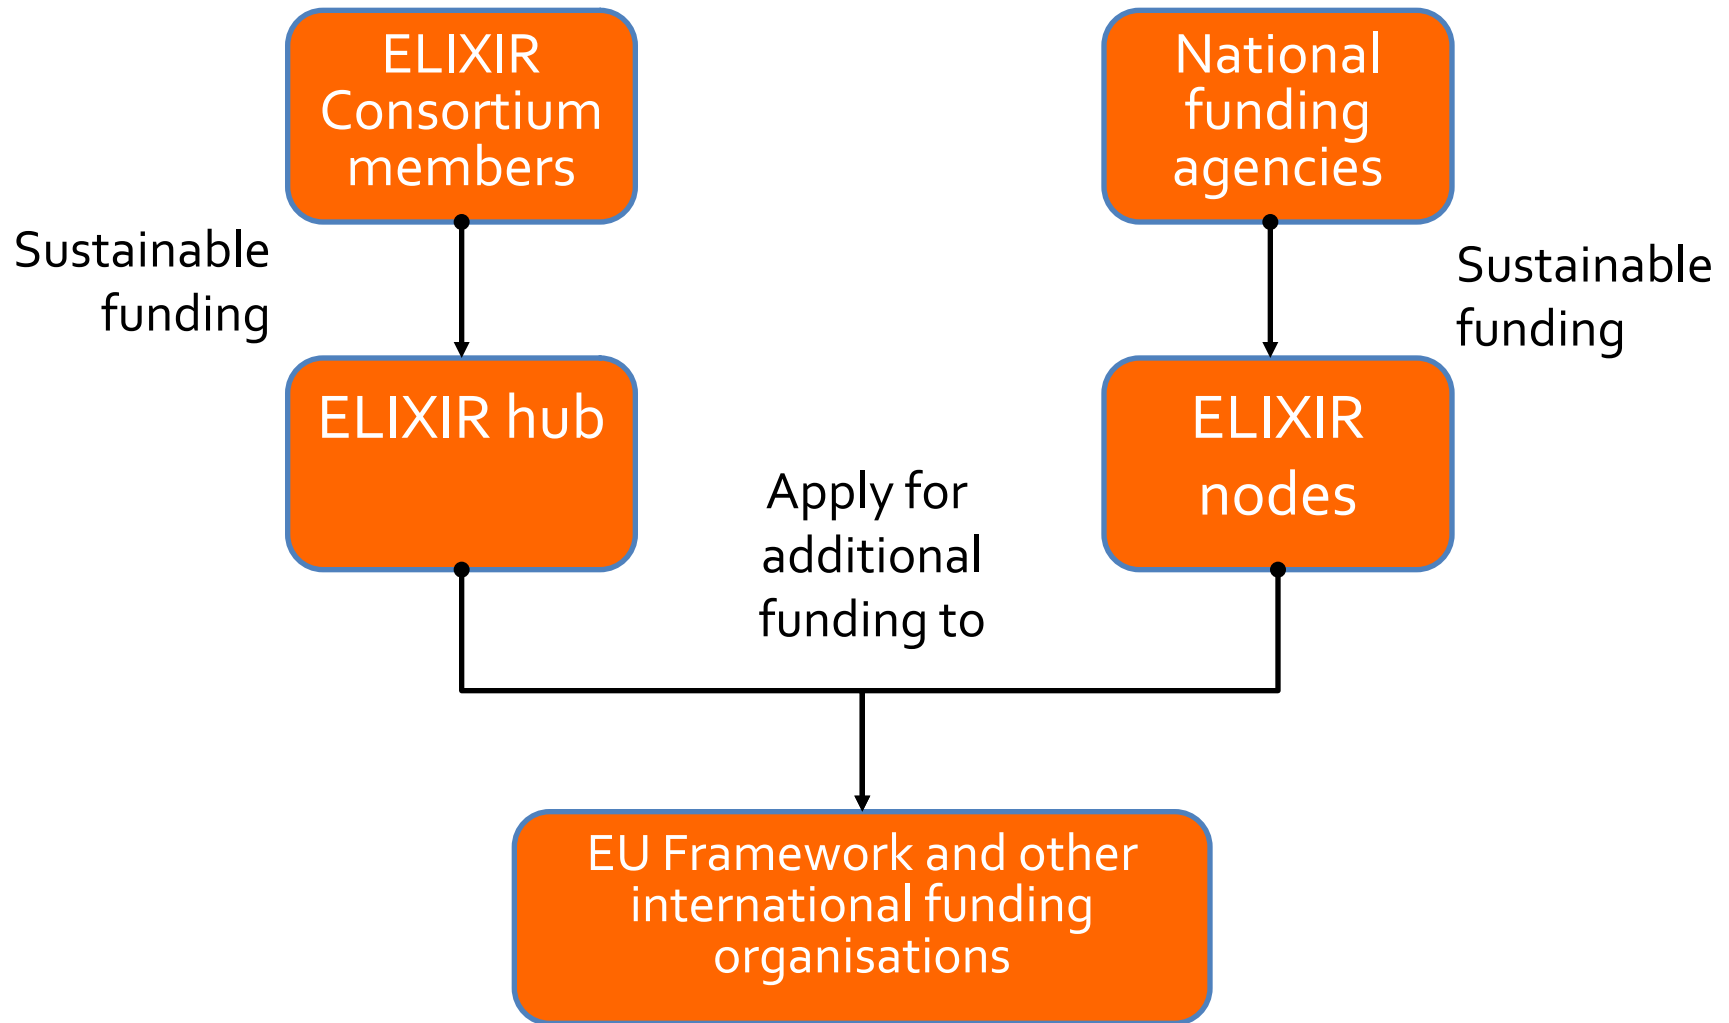 ELIXIR
Consortium
members
National
funding
agencies
Sustainable
funding
Sustainable
funding
ELIXIR hub
ELIXIR
nodes
Apply for
additional
funding to
EU Framework and other
international funding
organisations